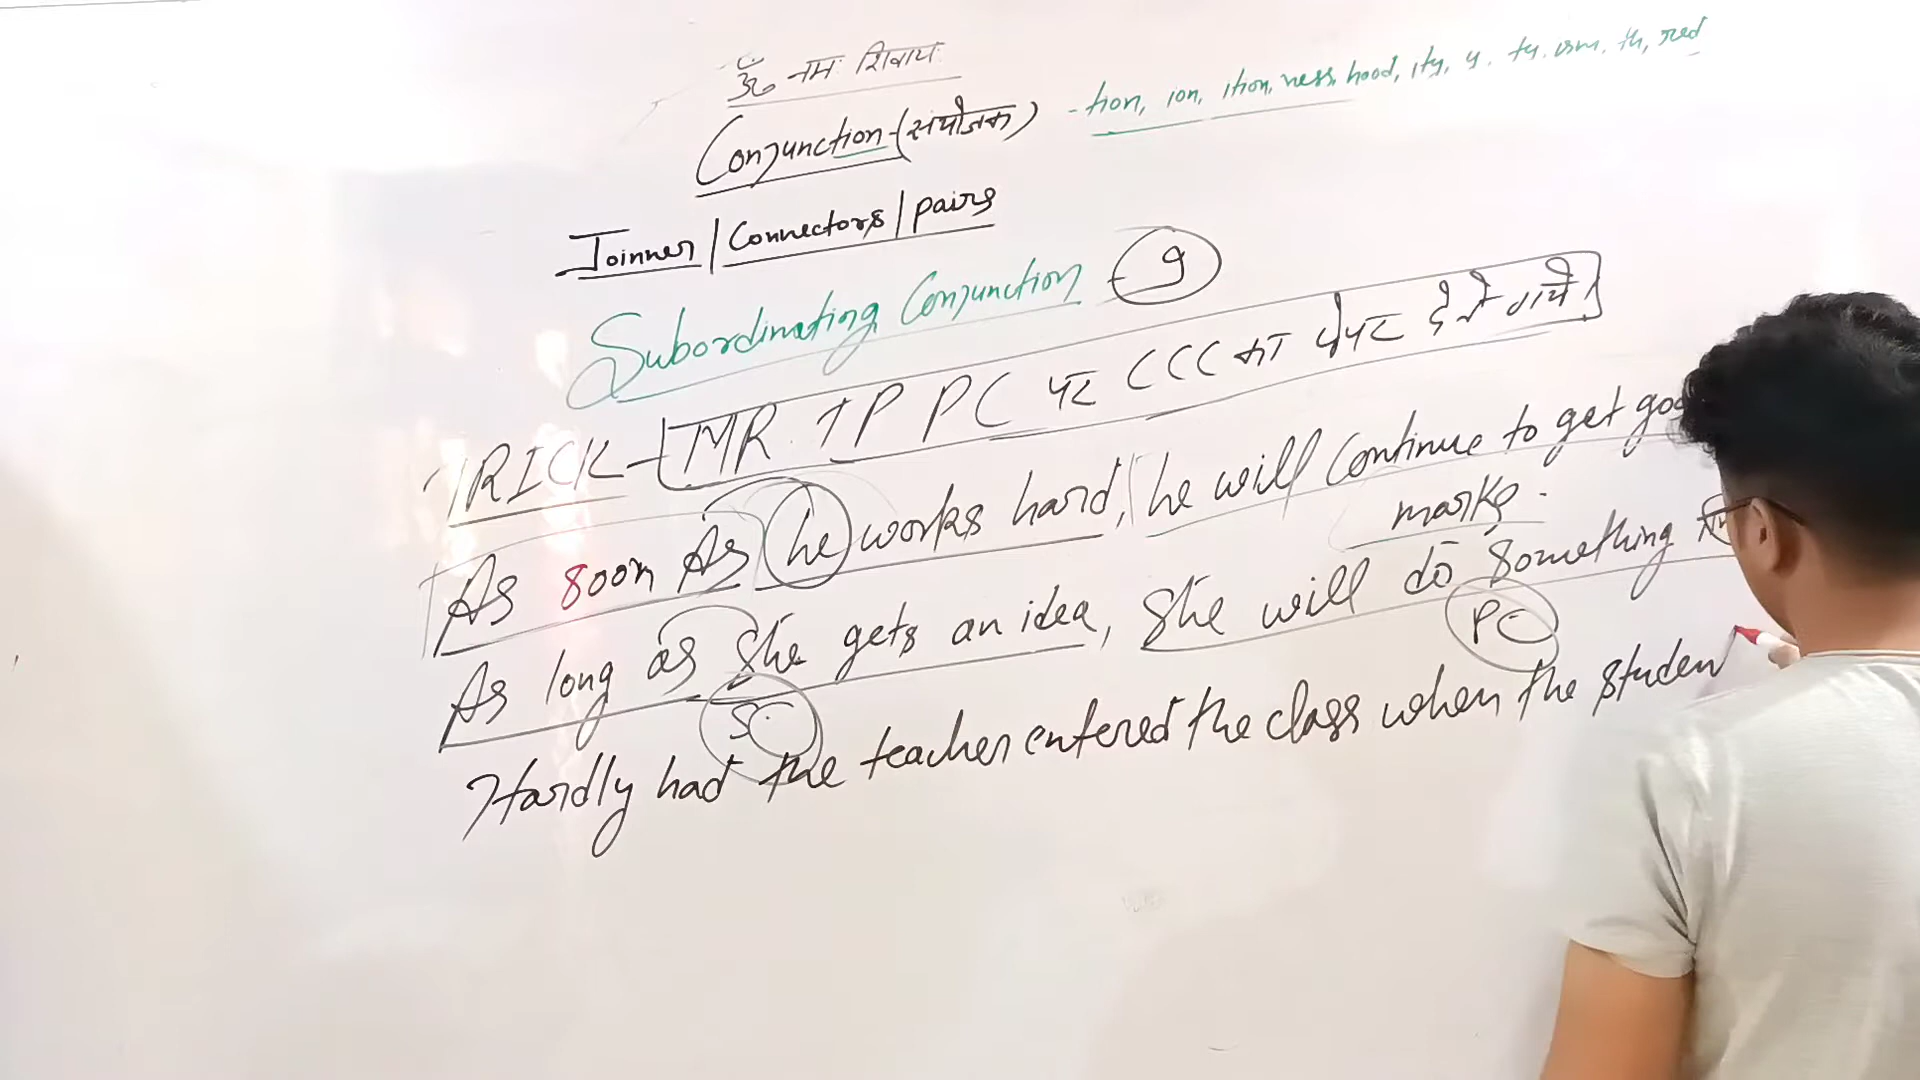 ॐ नमः शिवाय
- tion, ion, ition, ness, hood, ity, y, ty, ism, th, red
Conjunction - (संयोजक)
Joinner / Connectors / pairs
Subordinating Conjunction - 9
TRICK - TMR TP PC पर CCC का पेपर देने गये।
As soon As he works hard, he will continue to get
marks.
As long as she gets an idea, She will do something
SC
PC
Hardly had the teacher entered the class when the studen